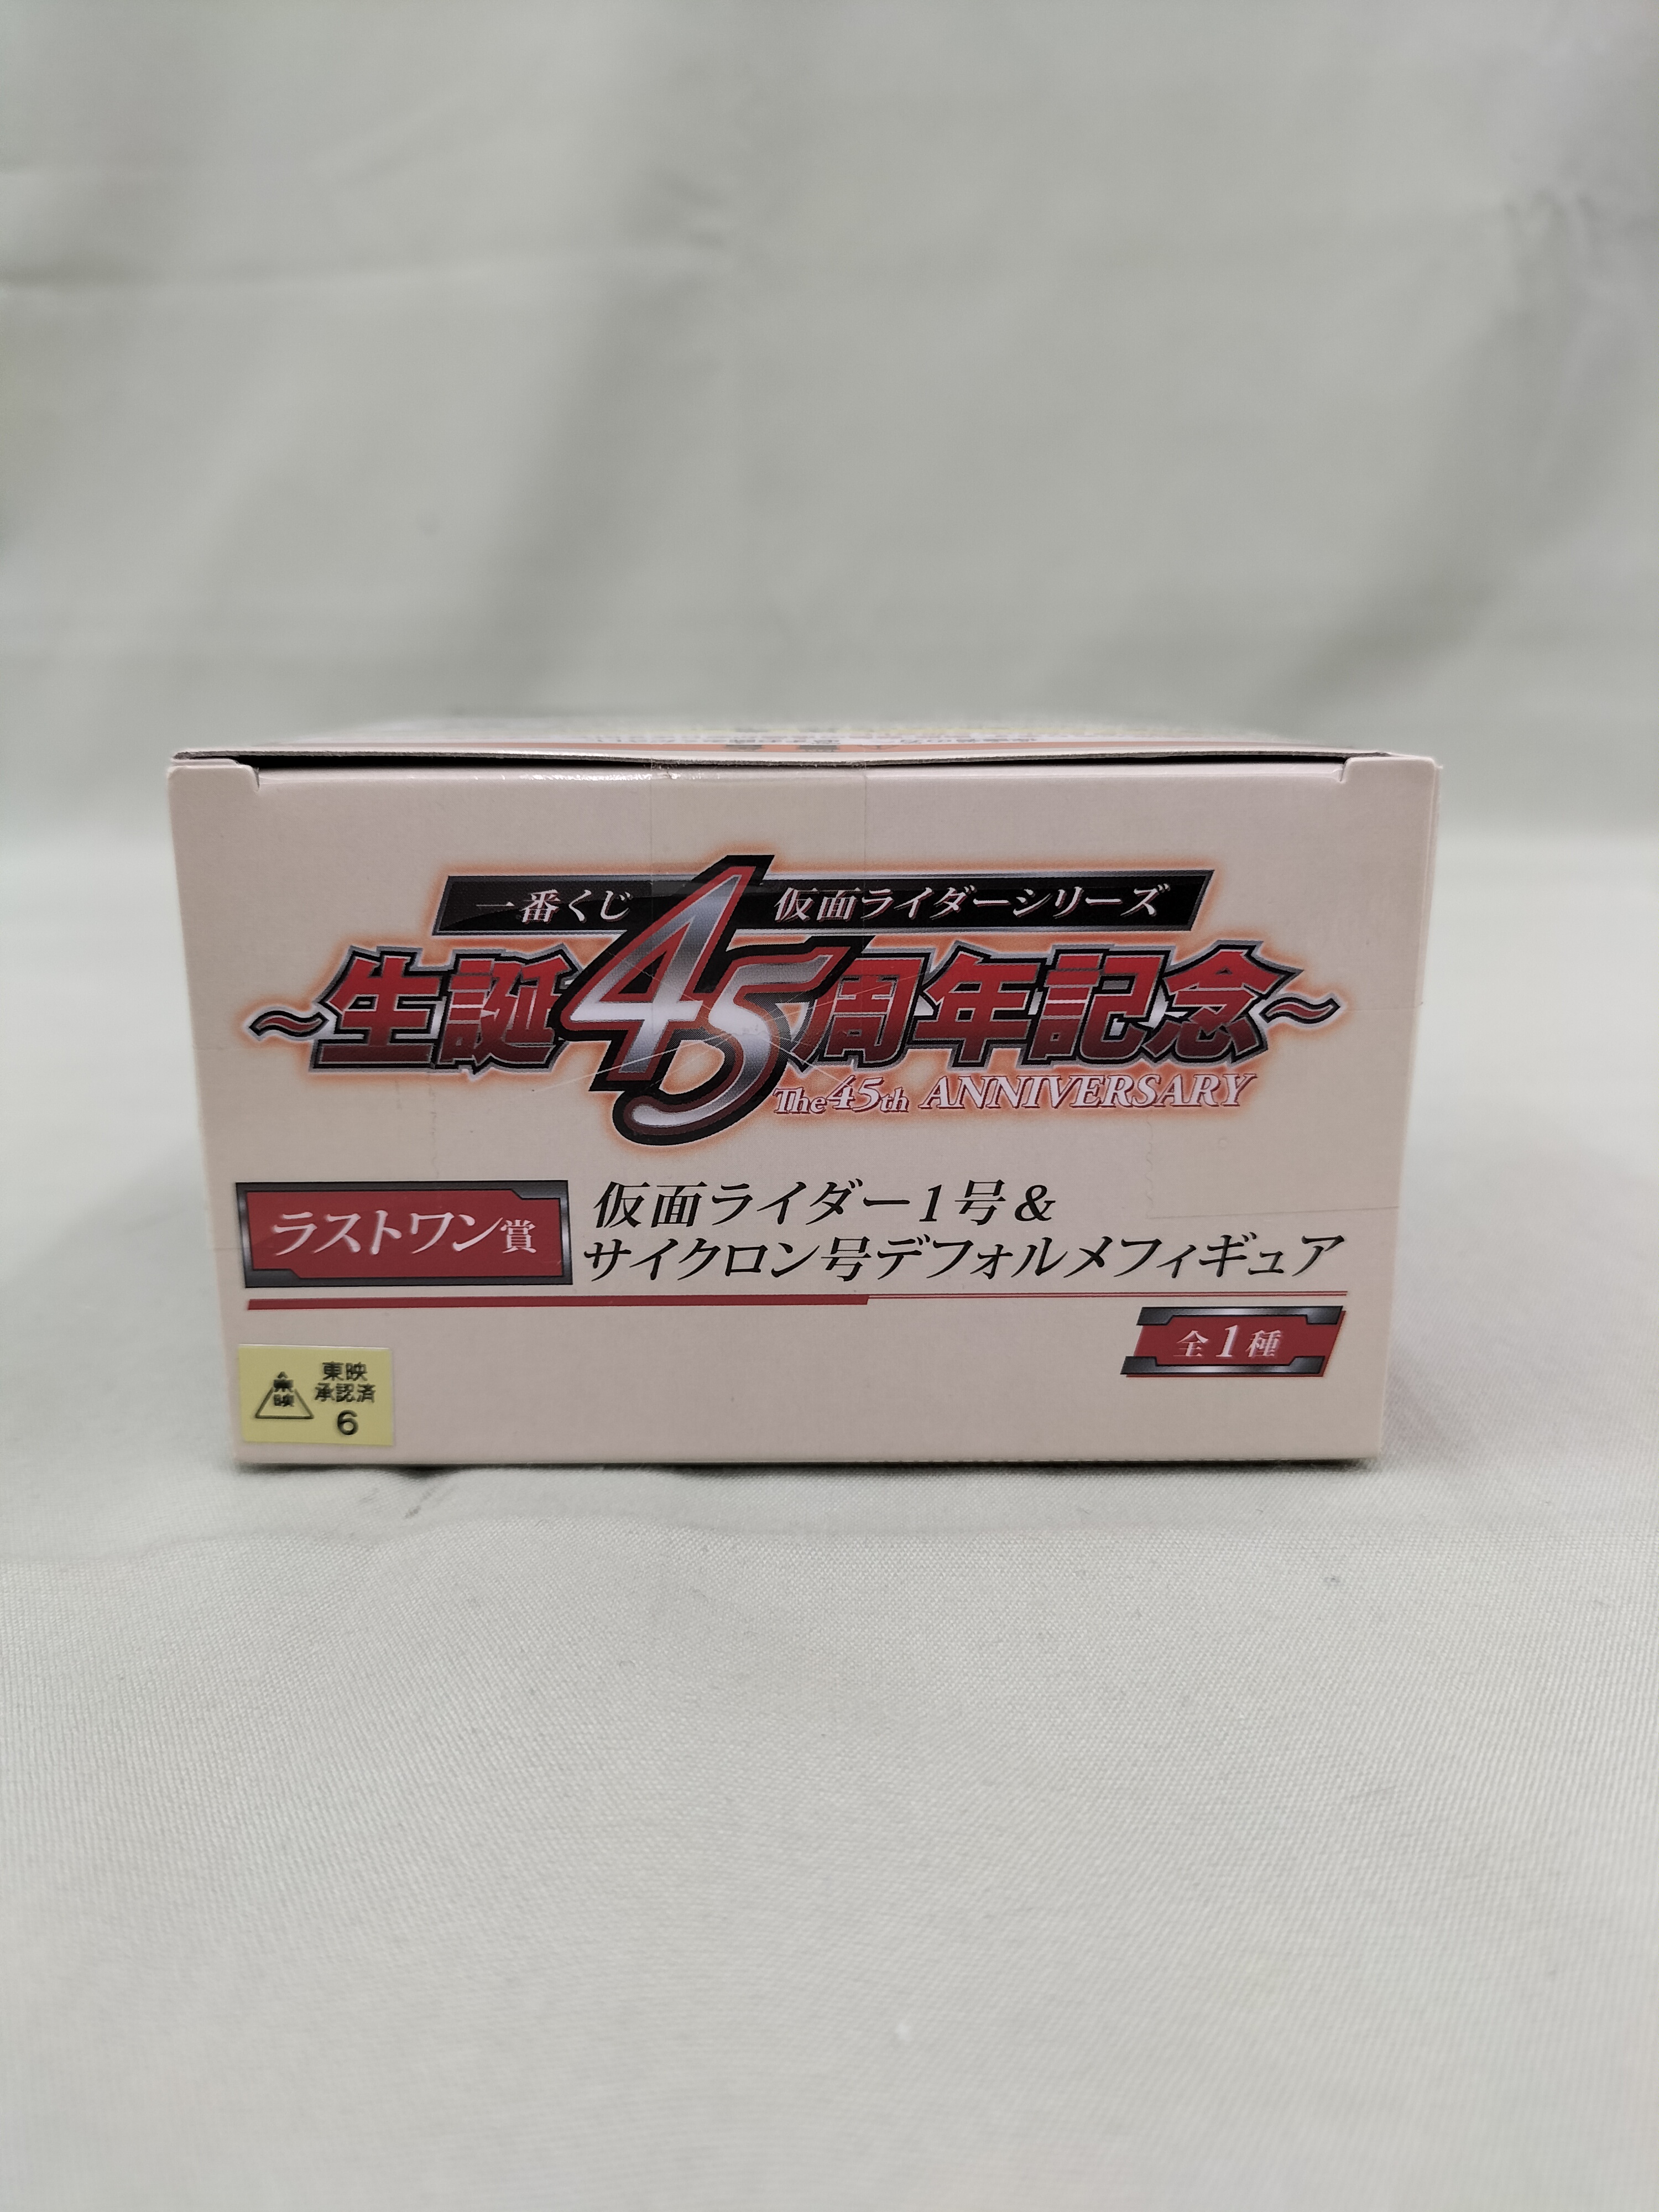 一番くじ 仮面ライダーシリーズ
～生誕45周年記念～
The 45th ANNIVERSARY
ラストワン賞
仮面ライダー1号&
サイクロン号デフォルメフィギュア
全1種
東映
東映
承認済
6